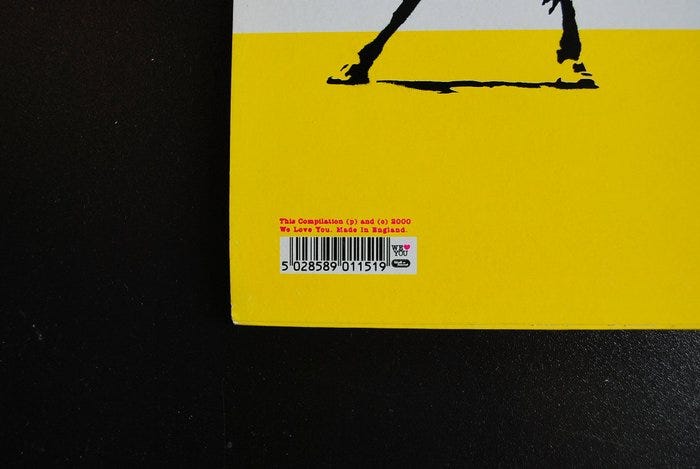 This Compilation (p) and (c) 2000
We Love You. Made in England.
5 028589 011519
WE
YOU